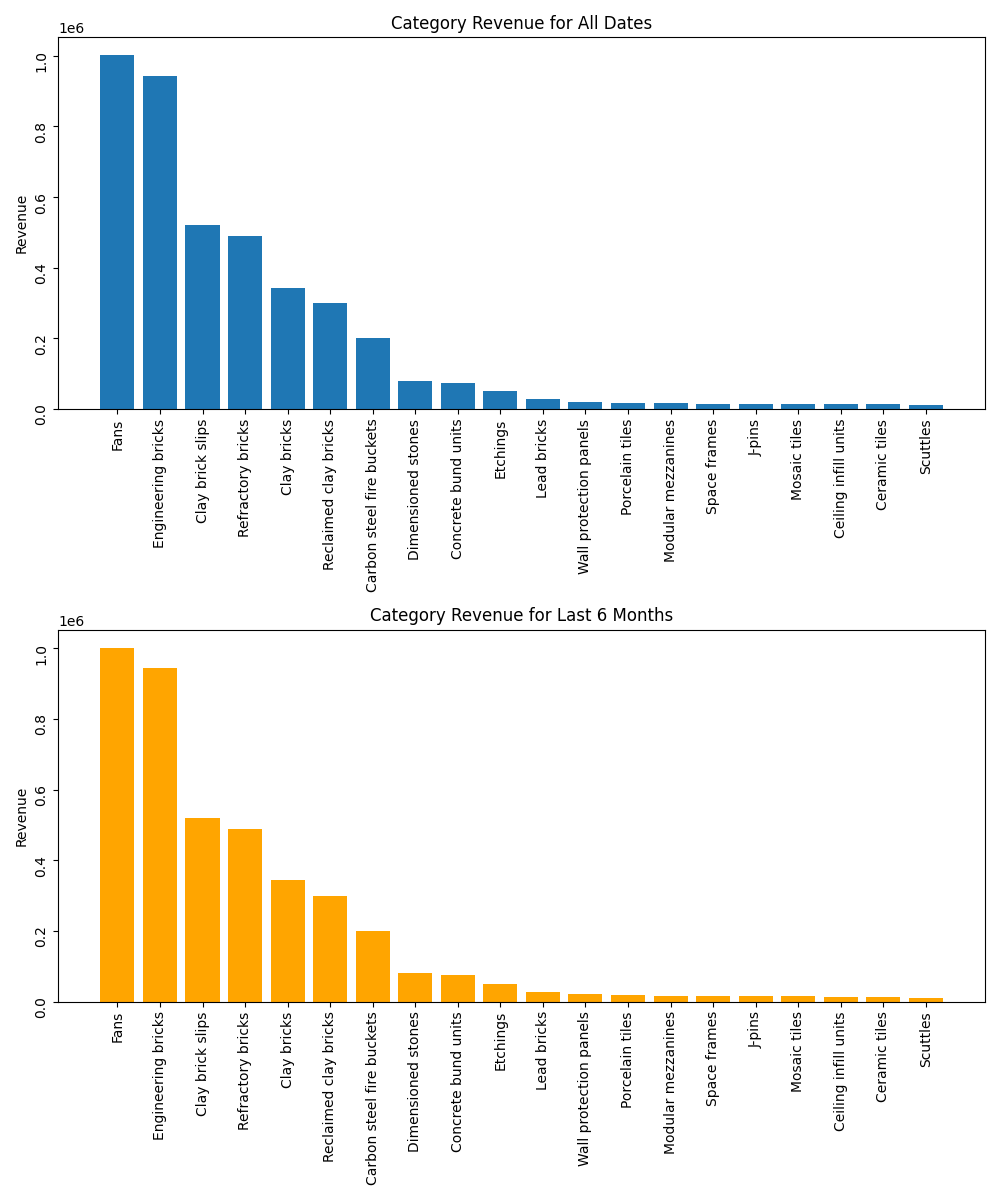 Category Revenue for All Dates
1e6
1.0
0.8
0.6
0.4
0.2
0.0
Revenue
Fans
Engineering bricks
Clay brick slips
Refractory bricks
Clay bricks
Reclaimed clay bricks
Carbon steel fire buckets
Dimensioned stones
Concrete bund units
Etchings
Lead bricks
Wall protection panels
Porcelain tiles
Modular mezzanines
Space frames
J-pins
Mosaic tiles
Ceiling infill units
Ceramic tiles
Scuttles
Category Revenue for Last 6 Months
1e6
1.0
0.8
0.6
0.4
0.2
0.0
Revenue
Fans
Engineering bricks
Clay brick slips
Refractory bricks
Clay bricks
Reclaimed clay bricks
Carbon steel fire buckets
Dimensioned stones
Concrete bund units
Etchings
Lead bricks
Wall protection panels
Porcelain tiles
Modular mezzanines
Space frames
J-pins
Mosaic tiles
Ceiling infill units
Ceramic tiles
Scuttles